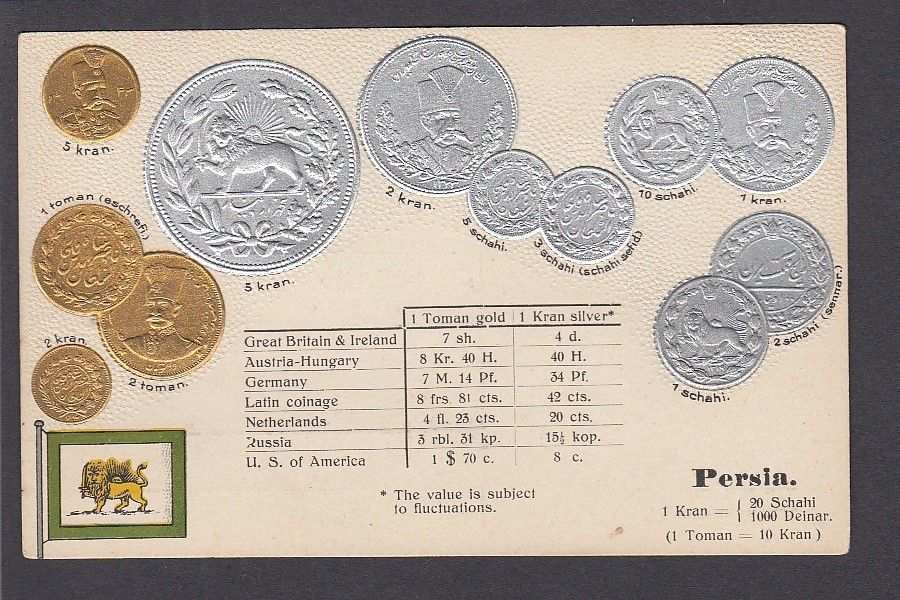 5 kran.
1 toman (eschrefi)
2 kran.
2 toman.
5 kran.
2 kran.
5 schahi.
3 schahi (schahi sefid)
10 schahi.
1 kran.
2 schahi (sennar.)
1 schahi.
1 Toman gold 1 Kran silver*
Great Britain & Ireland 7 sh. 4 d.
Austria-Hungary 8 Kr. 40 H. 40 H.
Germany 7 M. 14 Pf. 34 Pf.
Latin coinage 8 frs. 81 cts. 42 cts.
Netherlands 4 fl. 23 cts. 20 cts.
Russia 3 rbl. 31 kp. 15½ kop.
U. S. of America 1 $ 70 c. 8 c.
* The value is subject
to fluctuations.
Persia.
1 Kran = { 20 Schahi
1000 Deinar.
(1 Toman = 10 Kran)